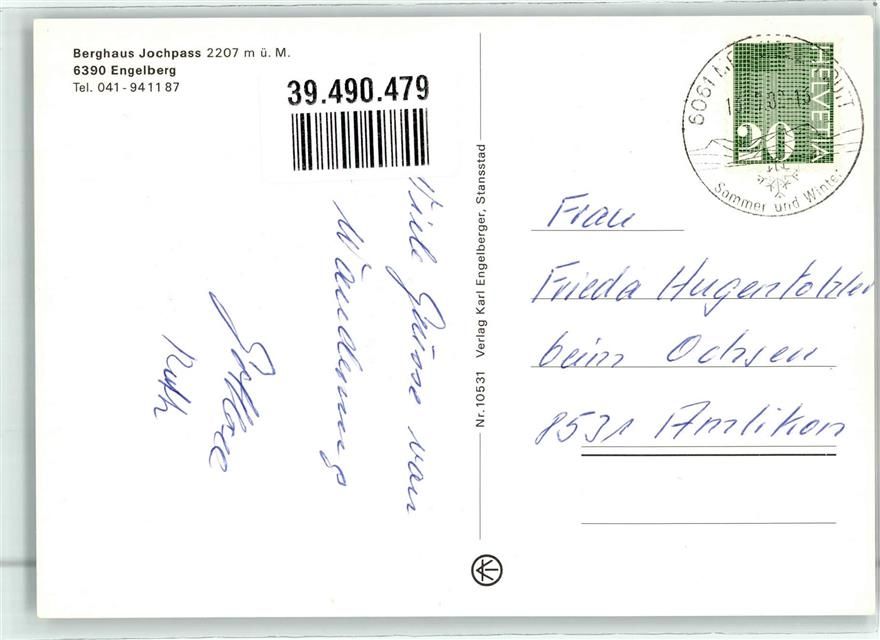 Berghaus Jochpass 2207 m ü. M.
6390 Engelberg
Tel. 041 - 94 11 87
39.490.479
Viele Grüsse von
Wanderung
Ruth
Nr. 10531 Verlag Karl Engelberger, Stansstad
6061
HELVETIA
20
Sommer und Winter
Frau
Frieda Hugentobler
beim Ochsen
8531 Amlikon